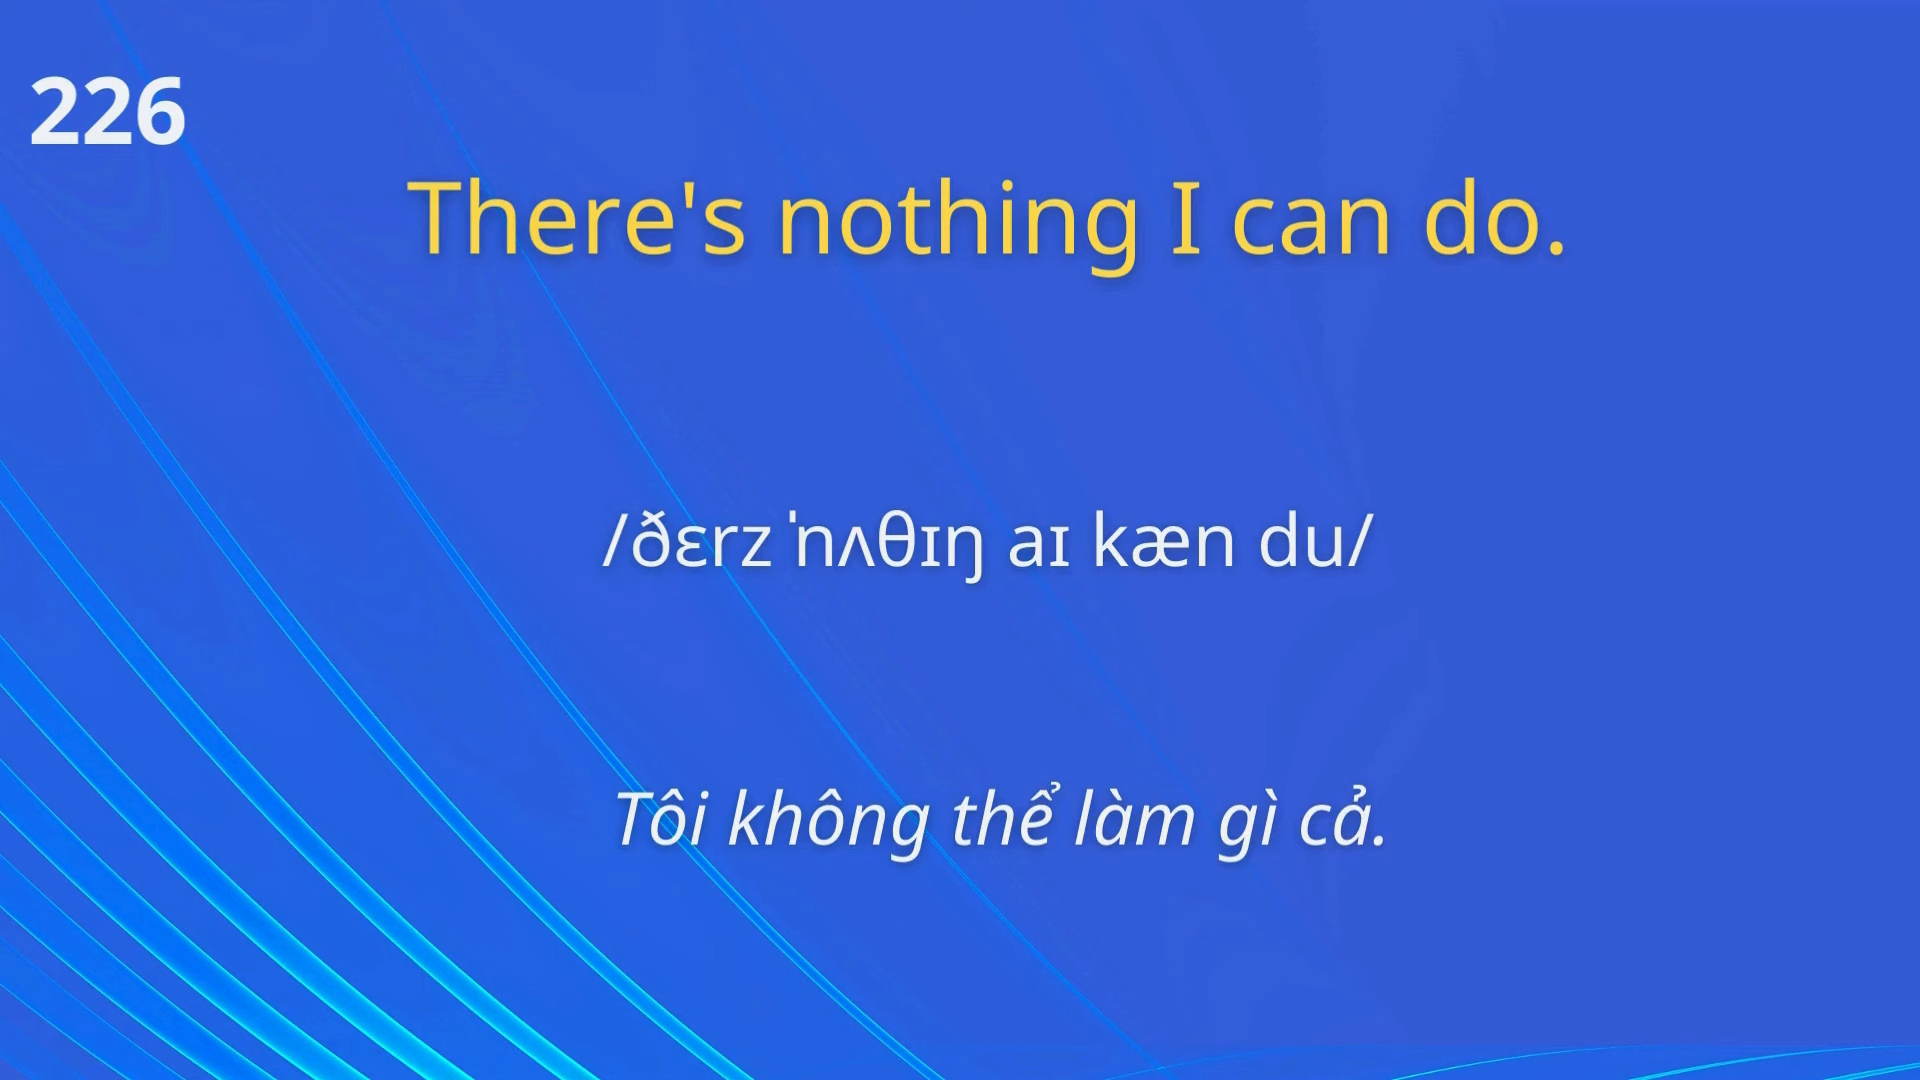 226
There's nothing I can do.
/ðɛrz ˈnʌθɪŋ aɪ kæn du/
Tôi không thể làm gì cả.